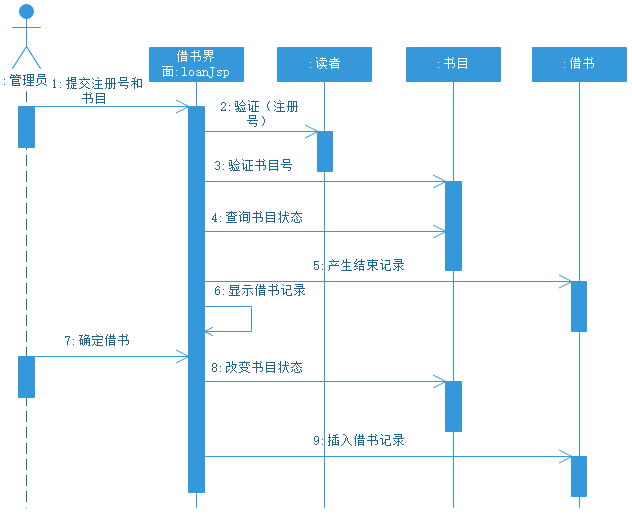 借书界
面:loanJsp
:读者
:书目
:借书
:管理员
1:提交注册号和
书目
2:验证（注册
号）
3:验证书目号
4:查询书目状态
5:产生结束记录
6:显示借书记录
7:确定借书
8:改变书目状态
9:插入借书记录